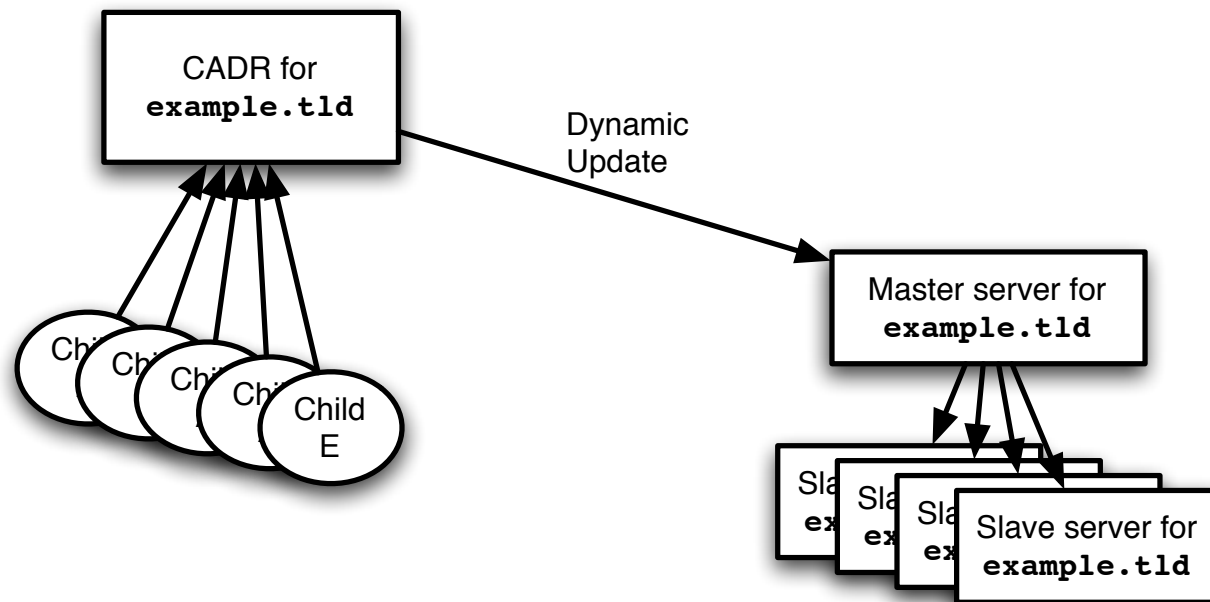 CADR for
example.tld
Dynamic
Update
Master server for
example.tld
Child
E
Slave server for
example.tld